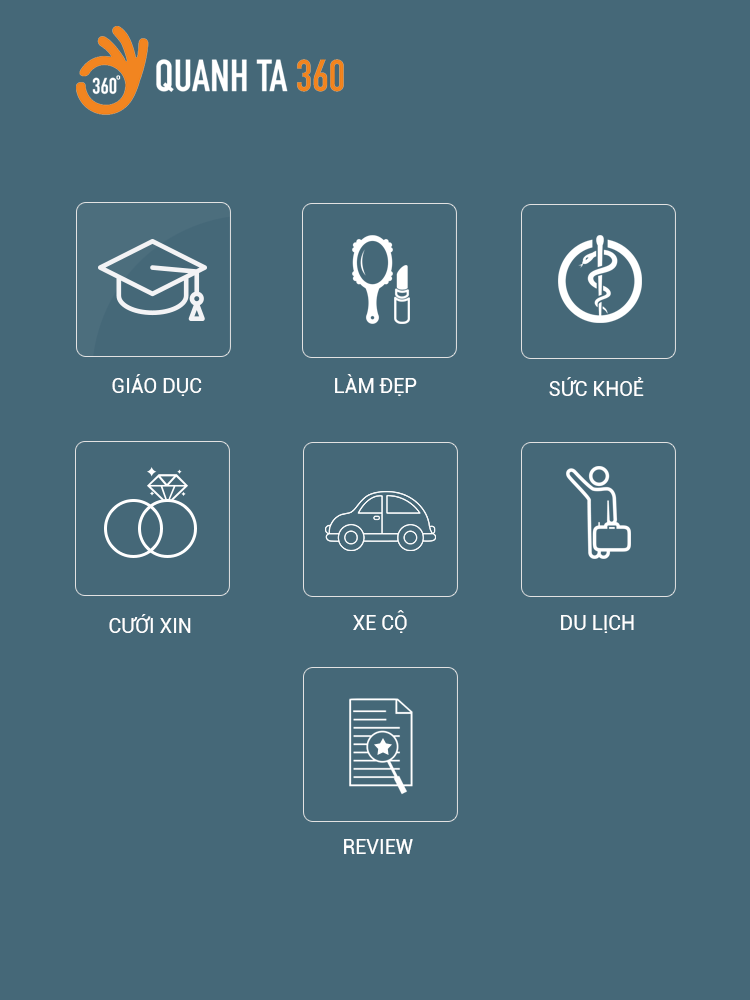 360°
QUANH TA 360
GIÁO DỤC
LÀM ĐẸP
SỨC KHOẺ
CƯỚI XIN
XE CỘ
DU LỊCH
REVIEW